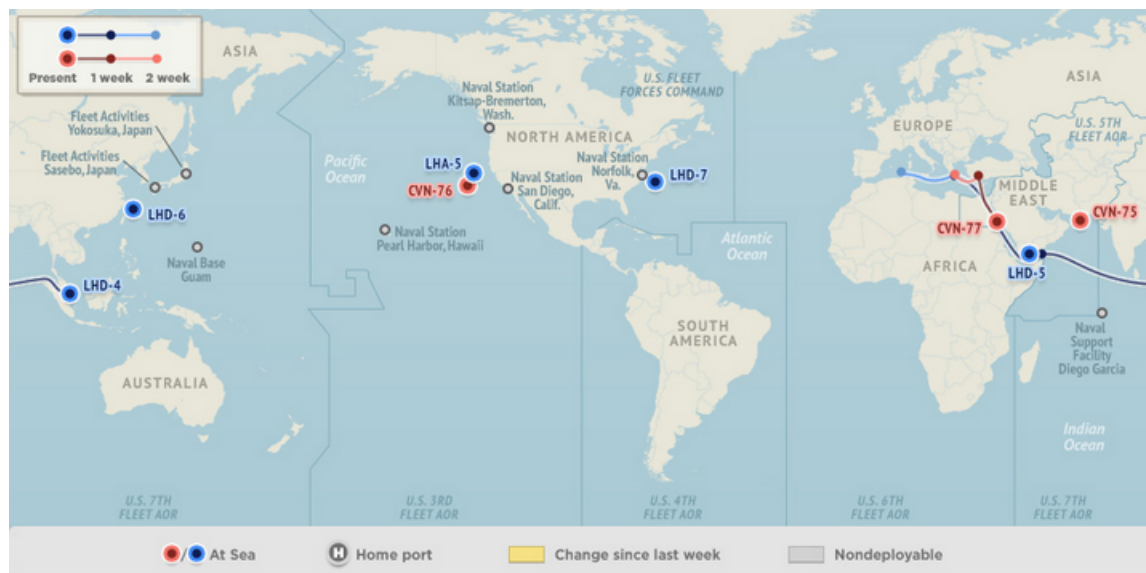 Present 1 week 2 week
ASIA
Fleet Activities
Yokosuka, Japan
Fleet Activities
Sasebo, Japan
LHD-6
Naval Base
Guam
LHD-4
AUSTRALIA
Pacific
Ocean
Naval Station
Kitsap-Bremerton,
Wash.
NORTH AMERICA
LHA-5
CVN-76
Naval Station
San Diego,
Calif.
Naval Station
Pearl Harbor, Hawaii
U.S. FLEET
FORCES COMMAND
Naval Station
Norfolk,
Va.
LHD-7
Atlantic
Ocean
SOUTH
AMERICA
EUROPE
ASIA
U.S. 5TH
FLEET AOR
MIDDLE
EAST
CVN-77
CVN-75
AFRICA
LHD-5
Naval
Support
Facility
Diego Garcia
Indian
Ocean
U.S. 7TH
FLEET AOR
U.S. 3RD
FLEET AOR
U.S. 4TH
FLEET AOR
U.S. 6TH
FLEET AOR
U.S. 7TH
FLEET AOR
/ At Sea
H Home port
Change since last week
Nondeployable